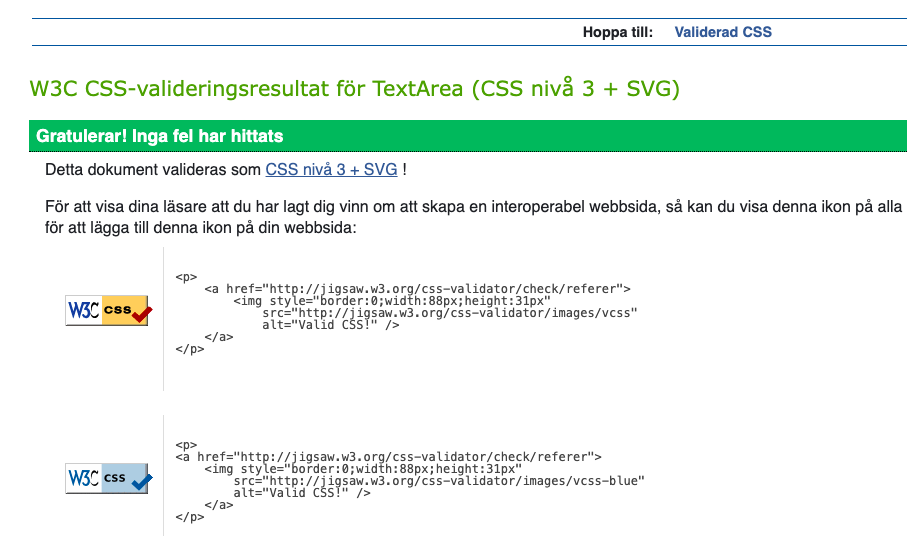 Hoppa till: Validerad CSS
W3C CSS-valideringsresultat för TextArea (CSS nivå 3 + SVG)
Gratulerar! Inga fel har hittats
Detta dokument valideras som CSS nivå 3 + SVG !
För att visa dina läsare att du har lagt dig vinn om att skapa en interoperabel webbsida, så kan du visa denna ikon på alla
för att lägga till denna ikon på din webbsida:
W3C css
<p>
    <a href="http://jigsaw.w3.org/css-validator/check/referer">
        <img style="border:0;width:88px;height:31px"
            src="http://jigsaw.w3.org/css-validator/images/vcss"
            alt="Valid CSS!" />
    </a>
</p>
W3C css
<p>
<a href="http://jigsaw.w3.org/css-validator/check/referer">
    <img style="border:0;width:88px;height:31px"
        src="http://jigsaw.w3.org/css-validator/images/vcss-blue"
        alt="Valid CSS!" />
    </a>
</p>